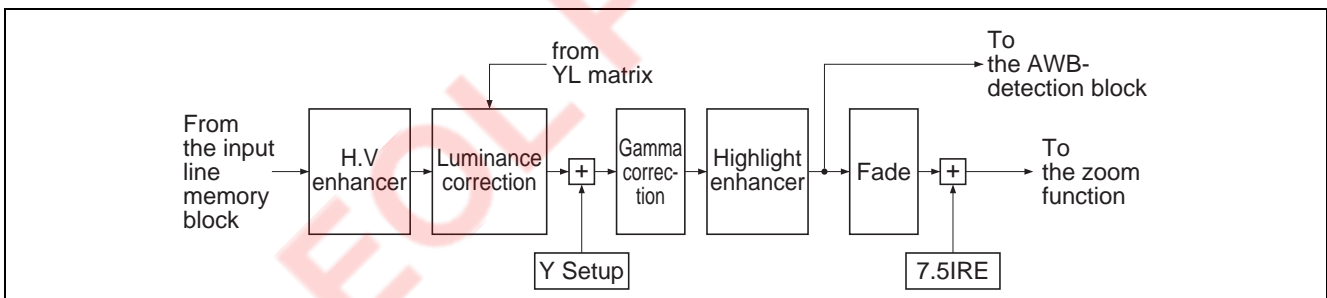 from
YL matrix
To
the AWB-
detection block
From
the input
line
memory
block
H.V
enhancer
Luminance
correction
+
Gamma
correc-
tion
Highlight
enhancer
Fade
+
To
the zoom
function
Y Setup
7.5IRE
EOL P